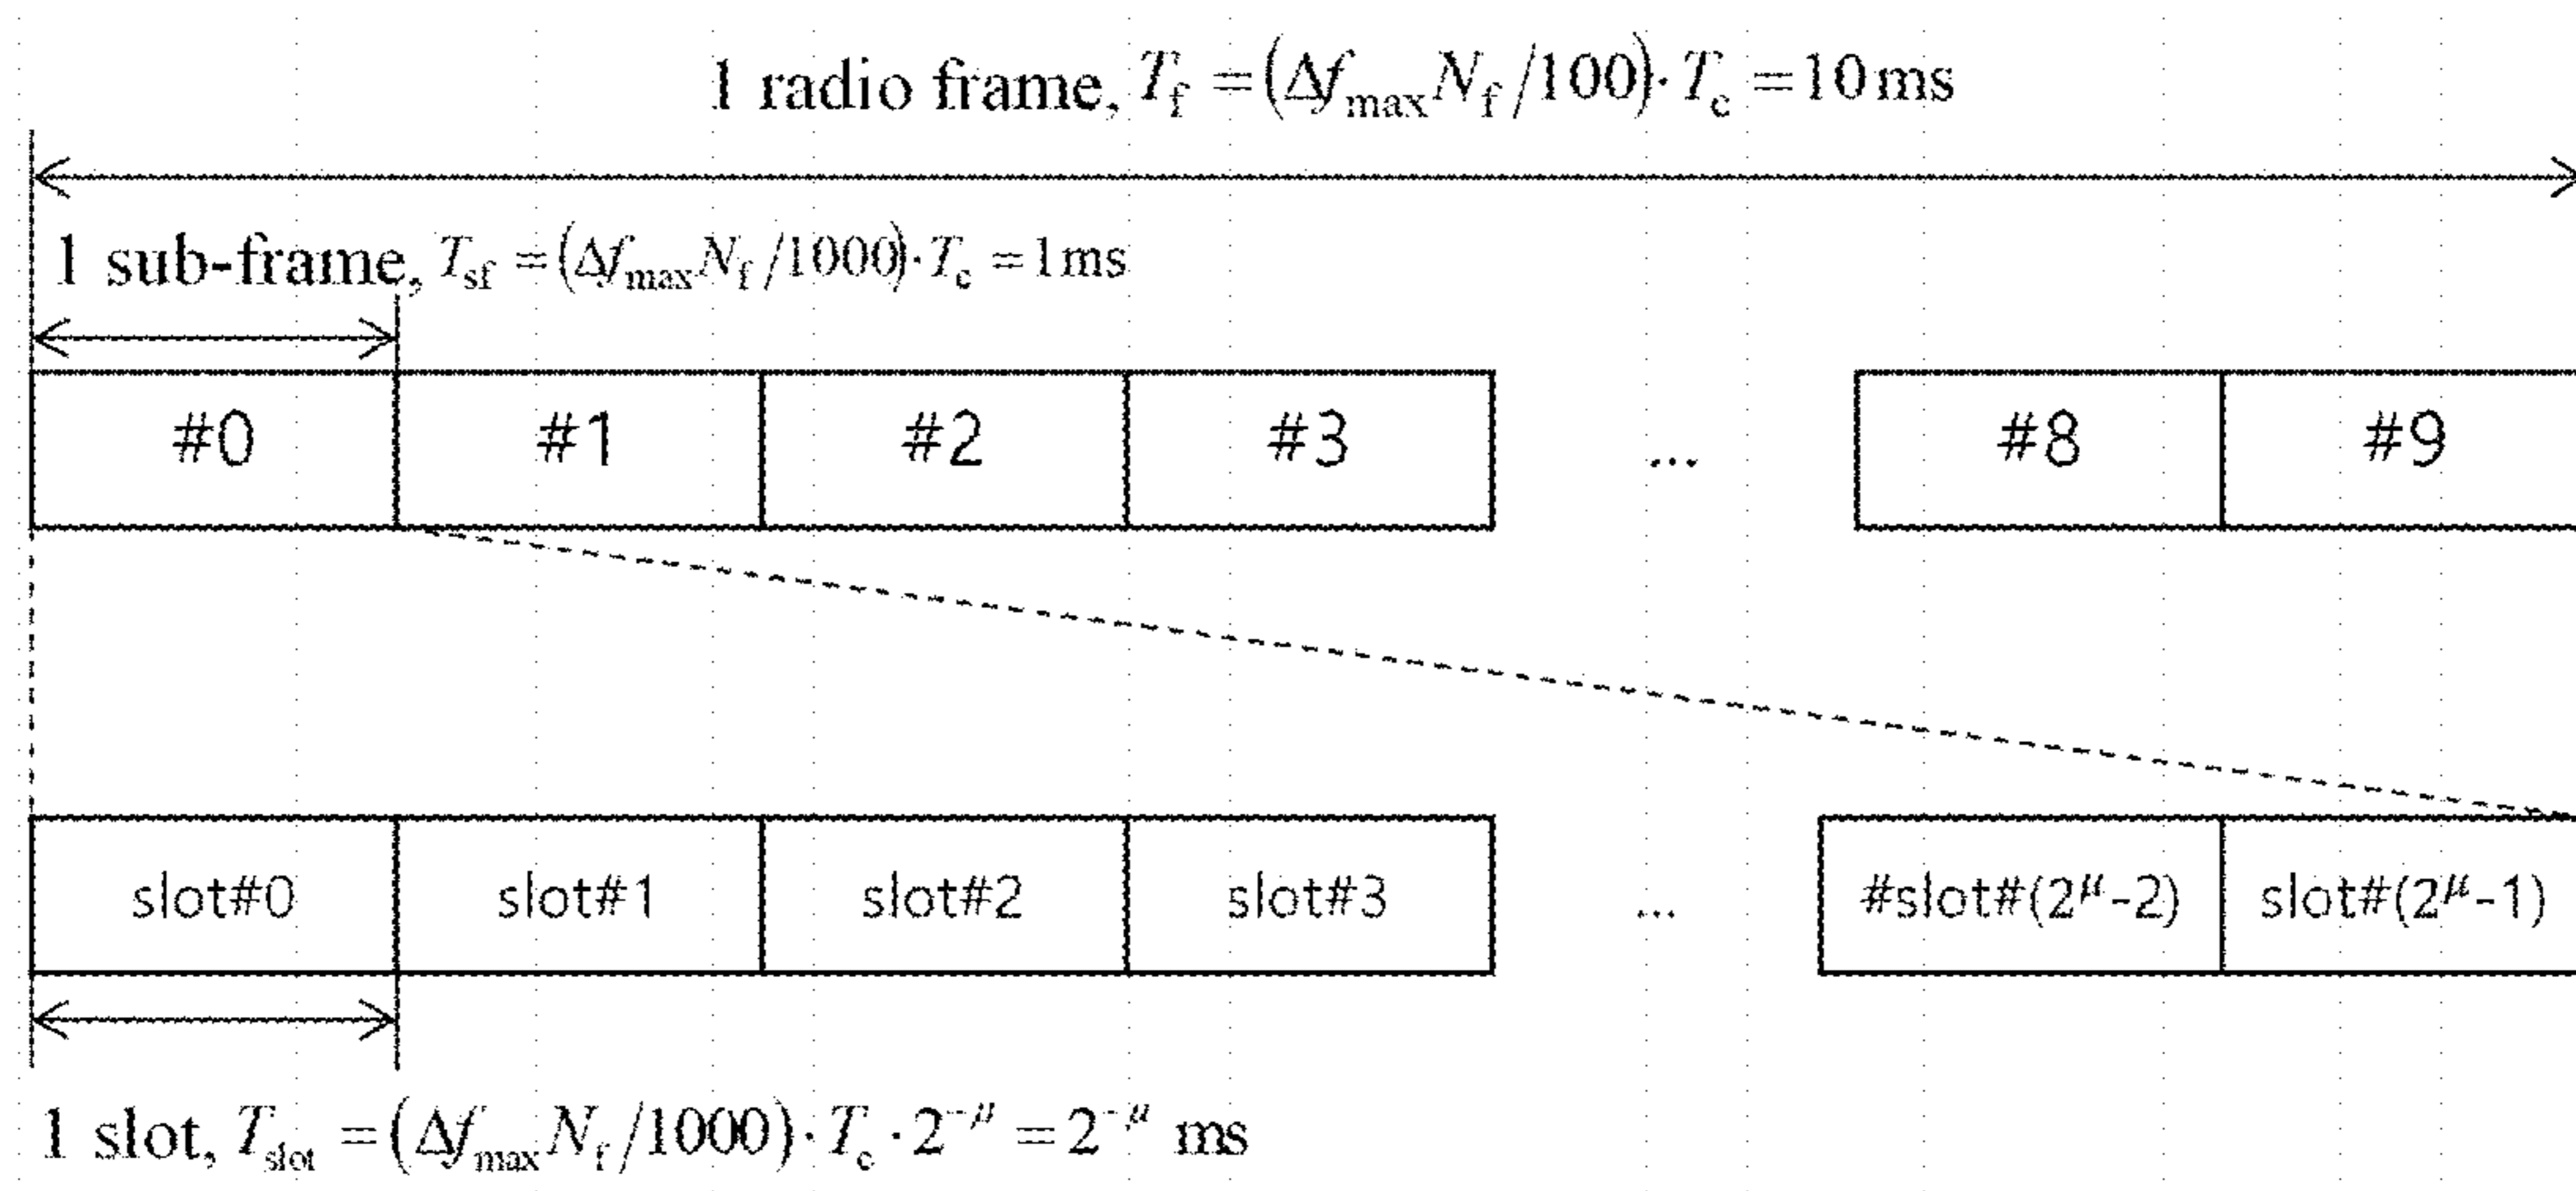 1 radio frame, T_f = (Δf_max N_f / 100) · T_c = 10 ms
1 sub-frame, T_sf = (Δf_max N_f / 1000) · T_c = 1 ms
#0 #1 #2 #3 ... #8 #9
slot#0 slot#1 slot#2 slot#3 ... #slot#(2^μ-2) slot#(2^μ-1)
1 slot, T_slot = (Δf_max N_f / 1000) · T_c · 2^-μ = 2^-μ ms